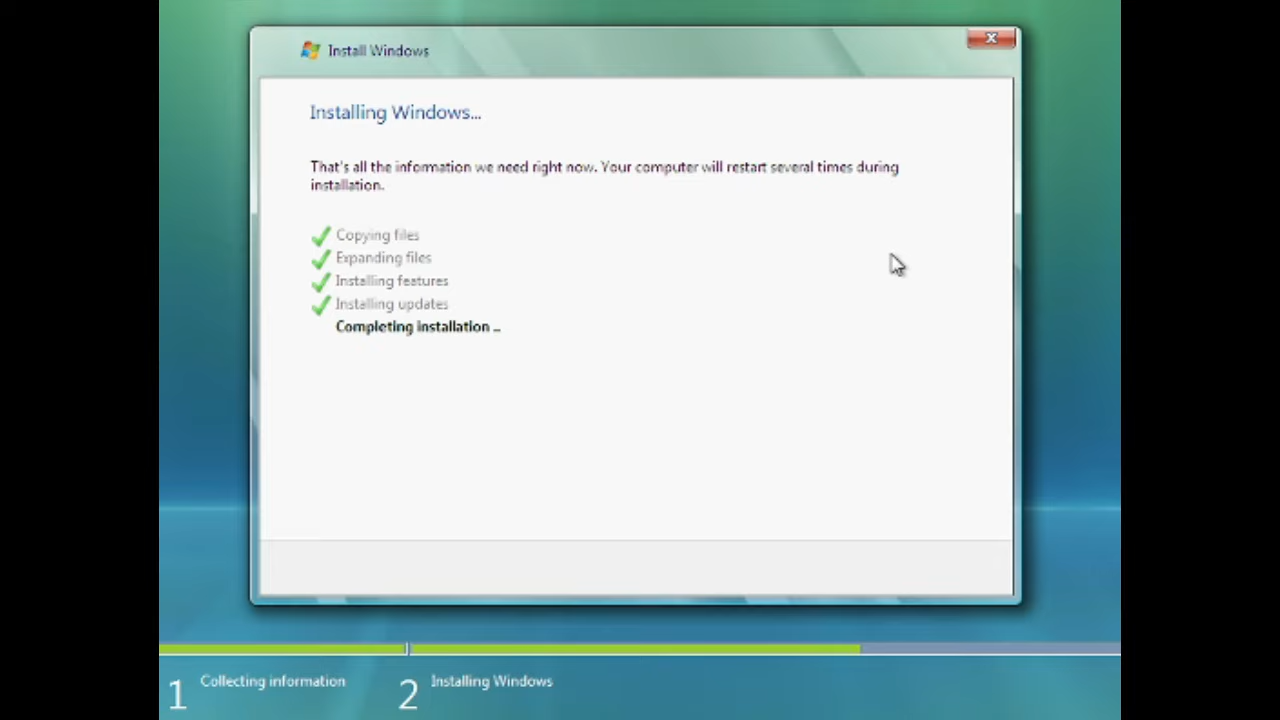 Install Windows
Installing Windows...
That's all the information we need right now. Your computer will restart several times during
installation.
Copying files
Expanding files
Installing features
Installing updates
Completing installation ...
1 Collecting information
2 Installing Windows